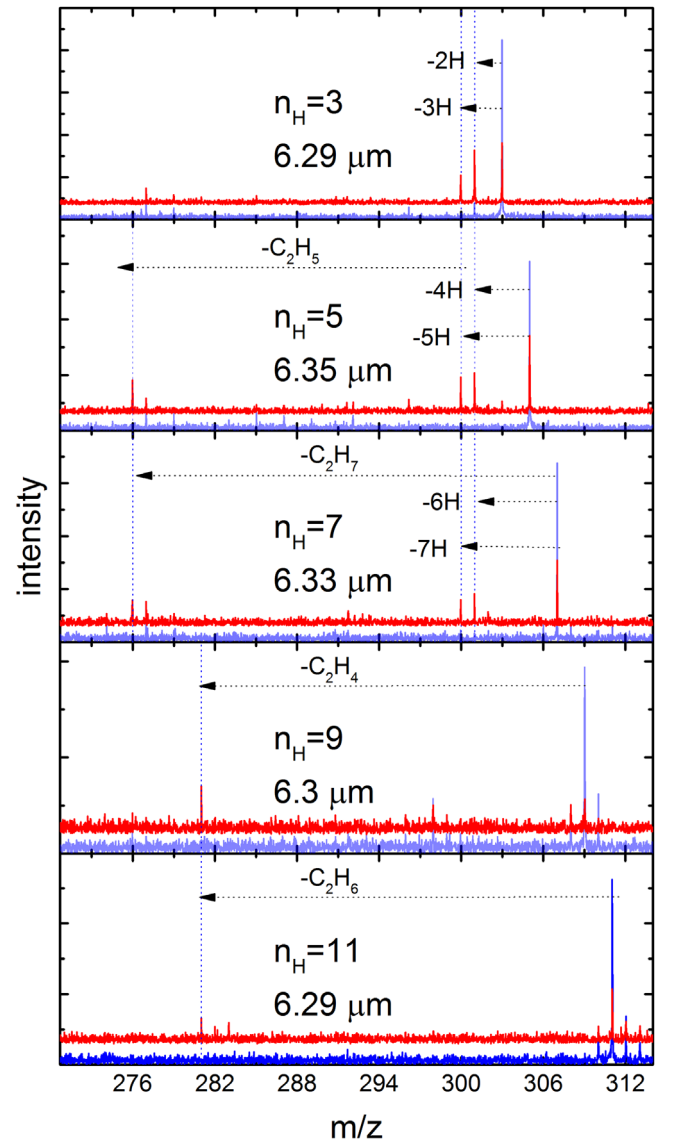 -2H
-3H
n_H=3
6.29 μm
-C₂H₅
-4H
n_H=5
-5H
6.35 μm
-C₂H₇
-6H
n_H=7
-7H
6.33 μm
-C₂H₄
n_H=9
6.3 μm
-C₂H₆
n_H=11
6.29 μm
intensity
276 282 288 294 300 306 312
m/z